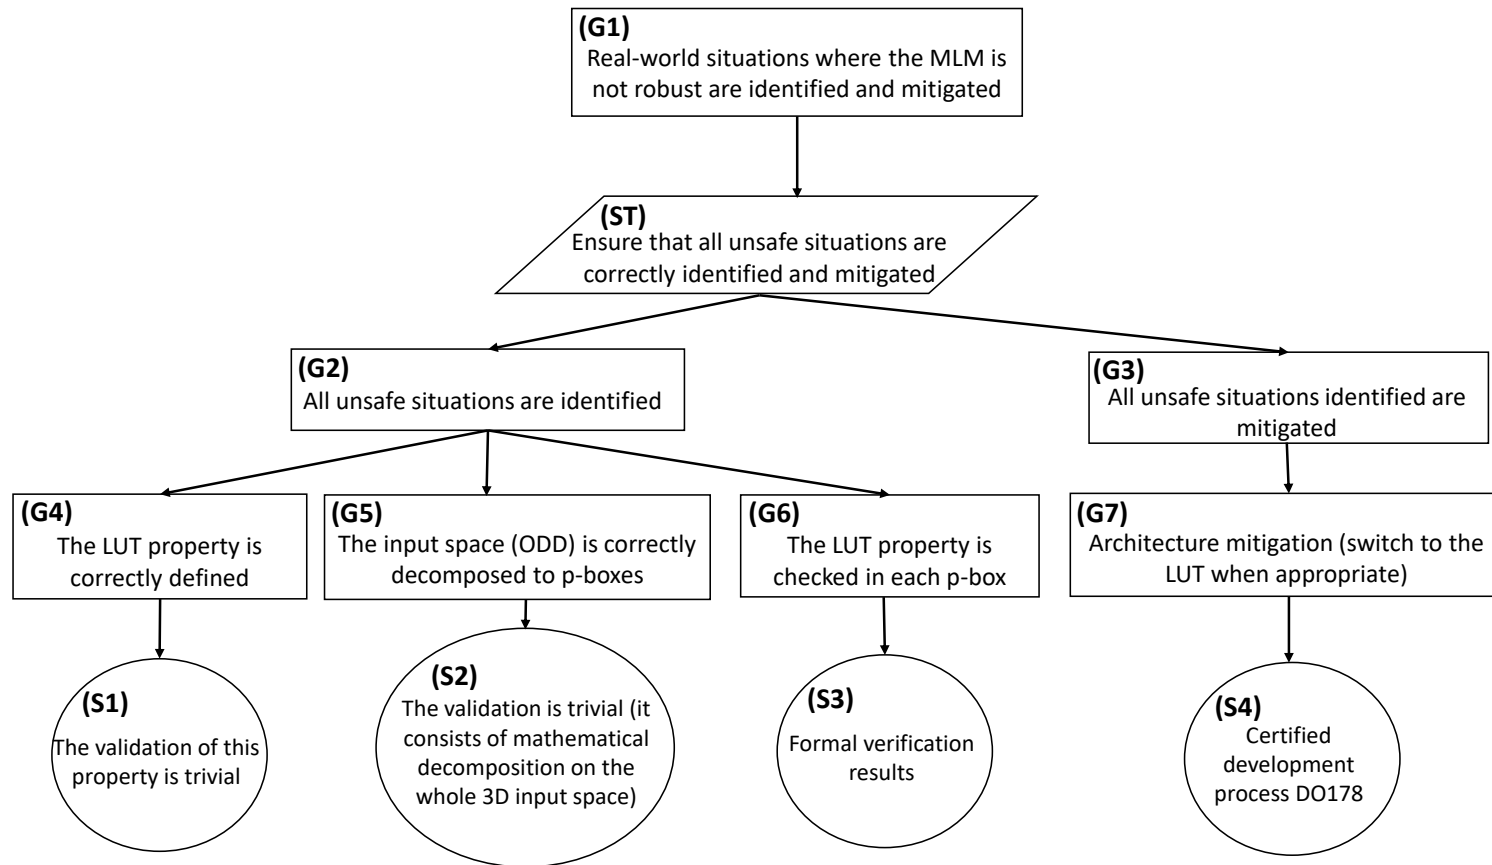 (G1)
Real-world situations where the MLM is
not robust are identified and mitigated
(ST)
Ensure that all unsafe situations are
correctly identified and mitigated
(G2)
All unsafe situations are identified
(G3)
All unsafe situations identified are
mitigated
(G4)
The LUT property is
correctly defined
(G5)
The input space (ODD) is correctly
decomposed to p-boxes
(G6)
The LUT property is
checked in each p-box
(G7)
Architecture mitigation (switch to the
LUT when appropriate)
(S1)
The validation of this
property is trivial
(S2)
The validation is trivial (it
consists of mathematical
decomposition on the
whole 3D input space)
(S3)
Formal verification
results
(S4)
Certified
development
process DO178